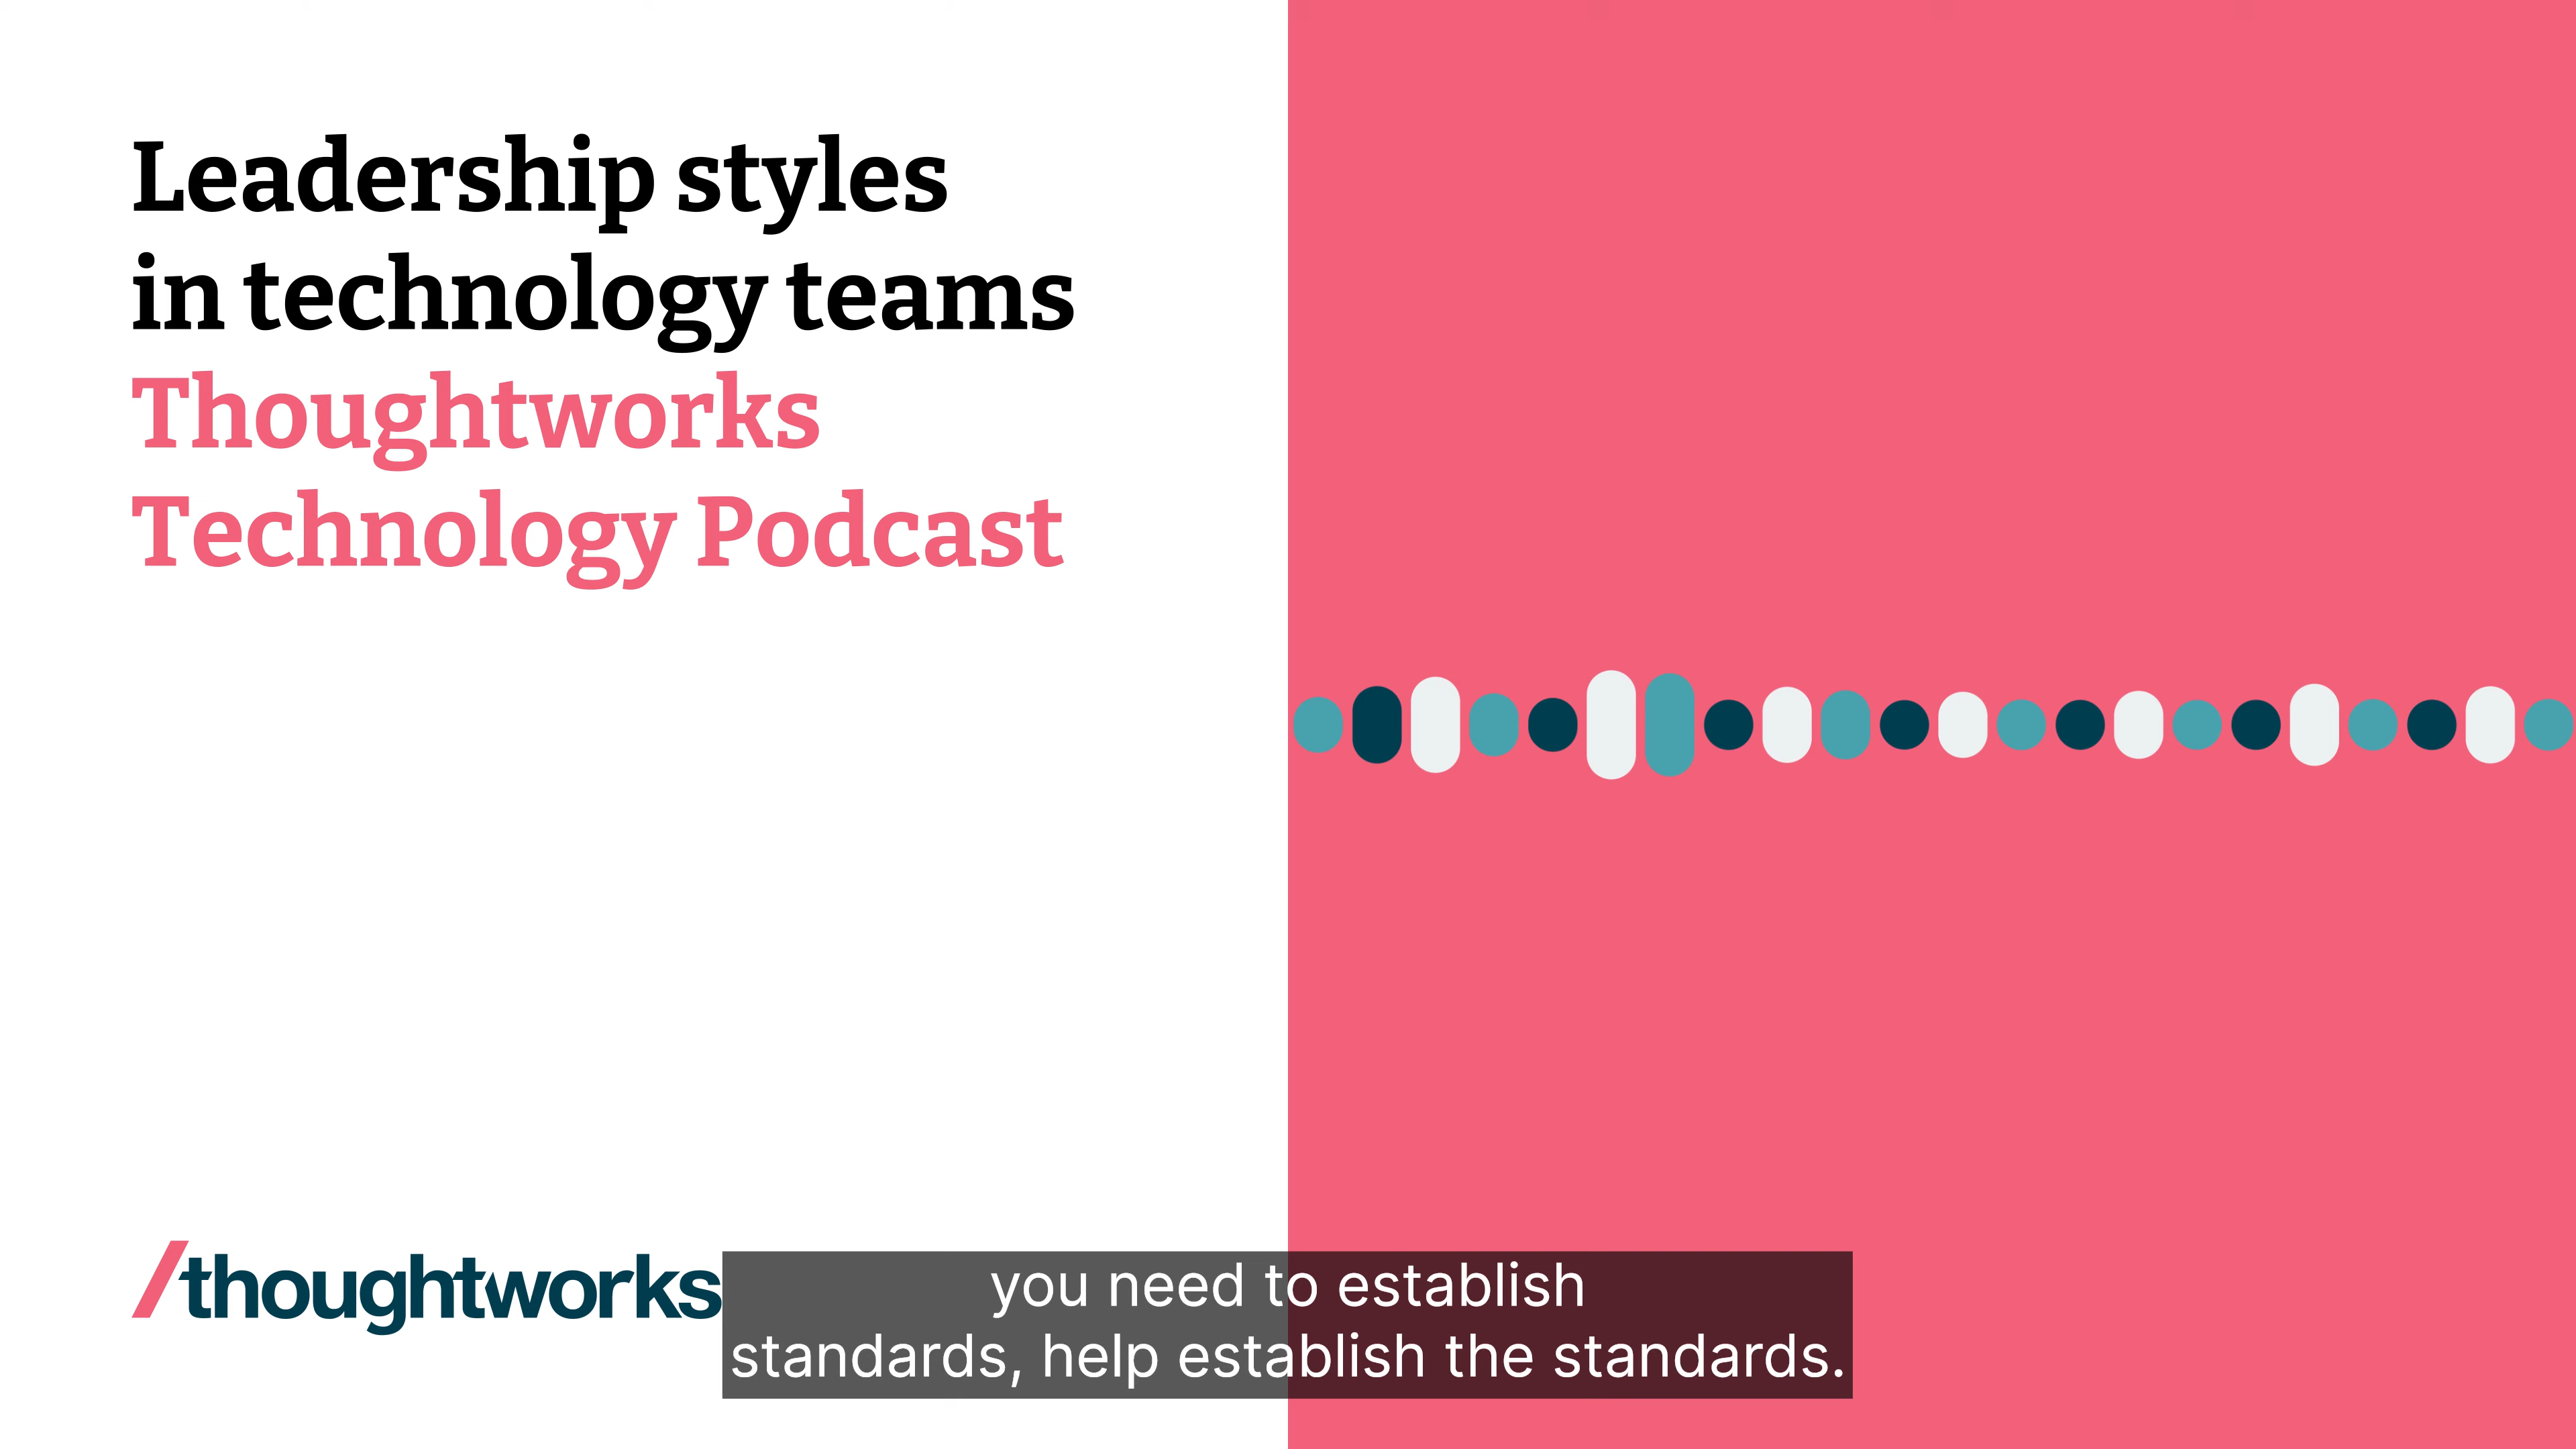 Leadership styles
in technology teams
Thoughtworks
Technology Podcast
/thoughtworks
you need to establish
standards, help establish the standards.